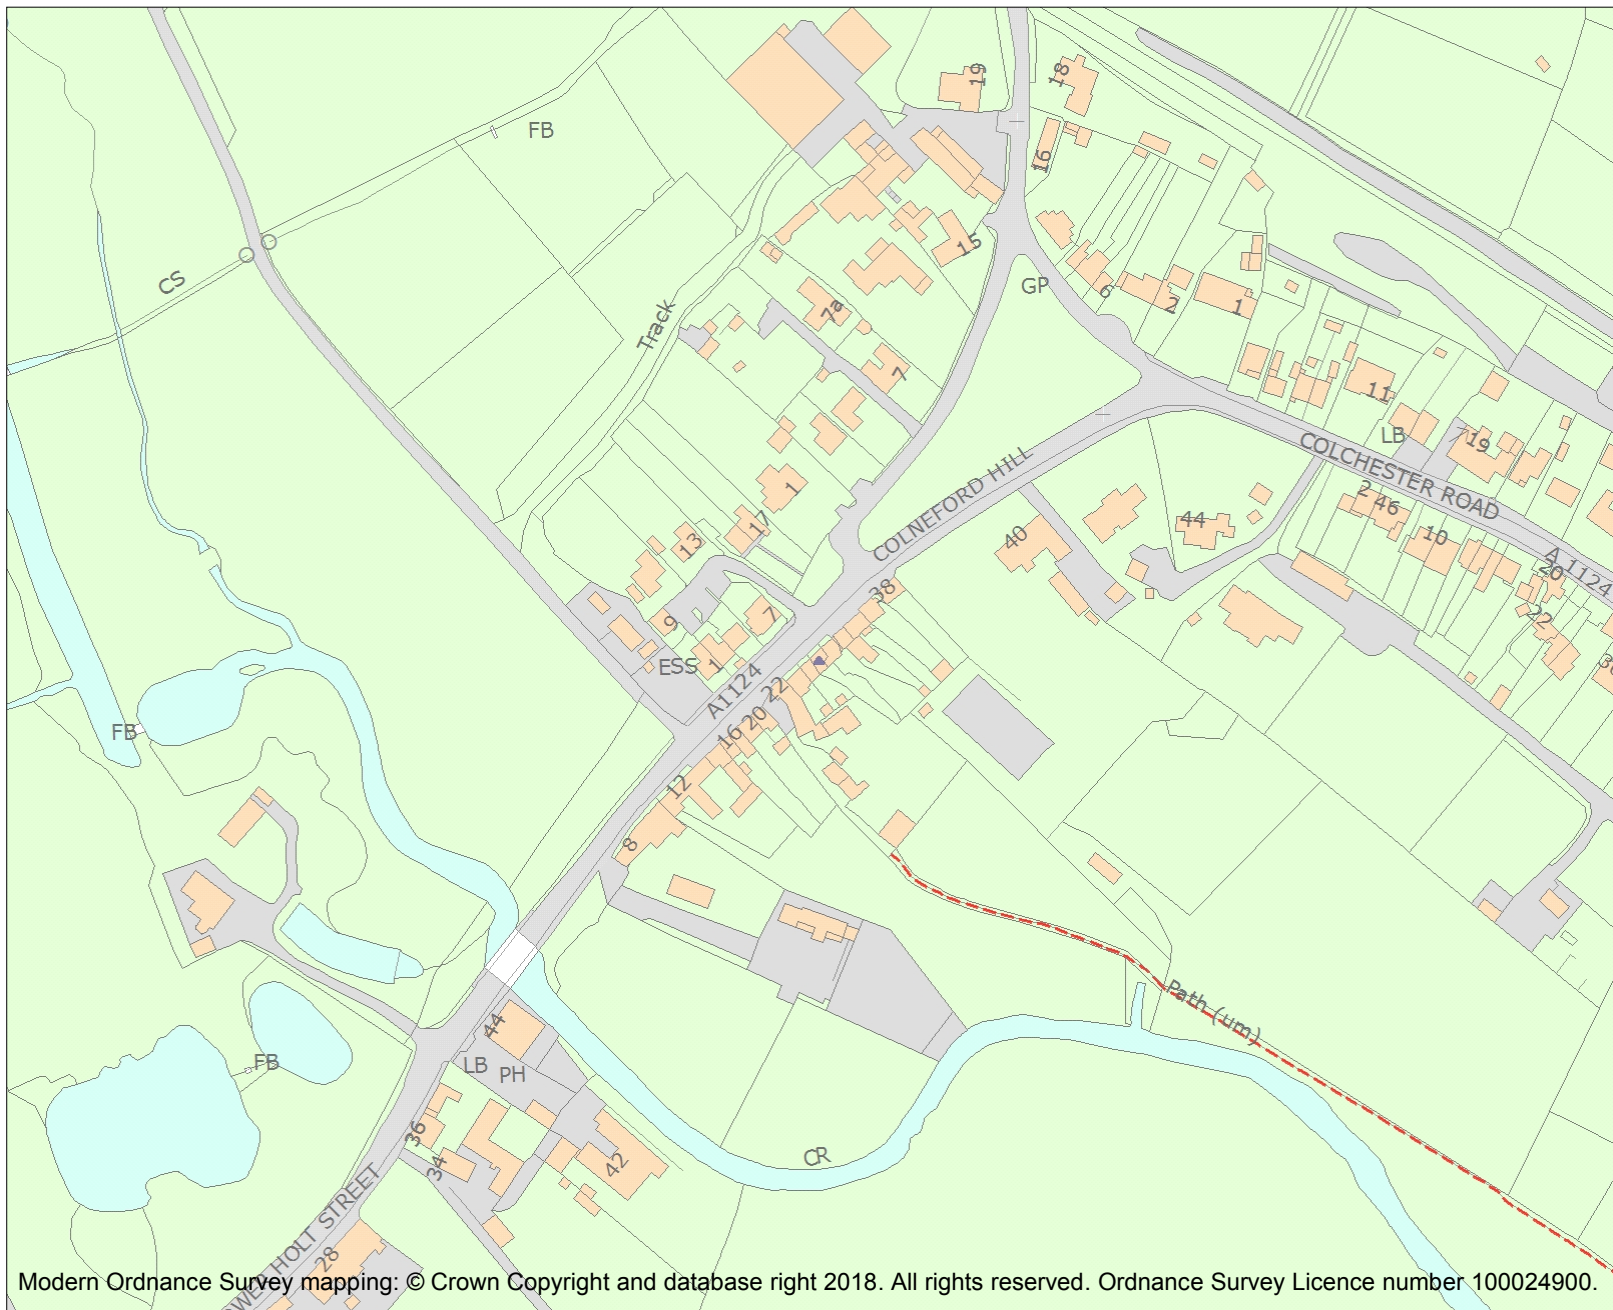 19
18
FB
16
15
CS
GP
6
2
1
7a
Track
7
11
LB
19
COLCHESTER ROAD
1
COLNEFORD HILL
2
46
17
44
10
40
13
A 1124
20
38
22
7
9
ESS
1
A1124
22
20
16
FB
12
8
Path (um)
44
FB
LB
PH
36
CR
34
42
HOLT STREET
28
Modern Ordnance Survey mapping: © Crown Copyright and database right 2018. All rights reserved. Ordnance Survey Licence number 100024900.